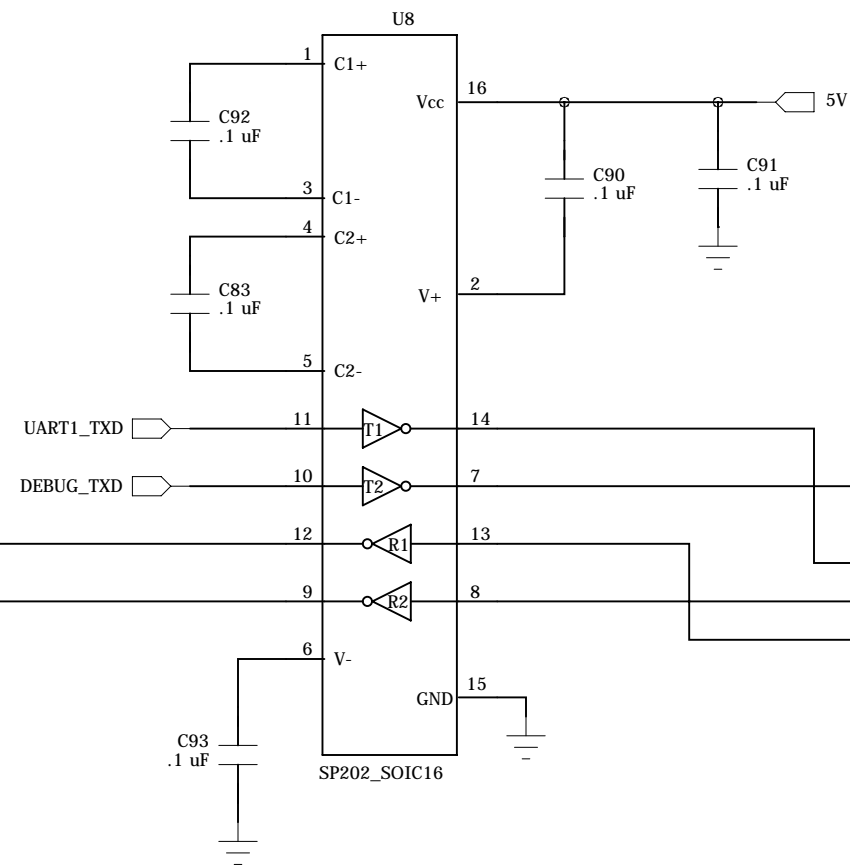 U8
1
C1+
C92
.1 uF
3
C1-
4
C2+
C83
.1 uF
5
C2-
16
Vcc
5V
C90
.1 uF
C91
.1 uF
2
V+
UART1_TXD
11
T1
14
DEBUG_TXD
10
T2
7
12
R1
13
9
R2
8
6
V-
15
GND
C93
.1 uF
SP202_SOIC16